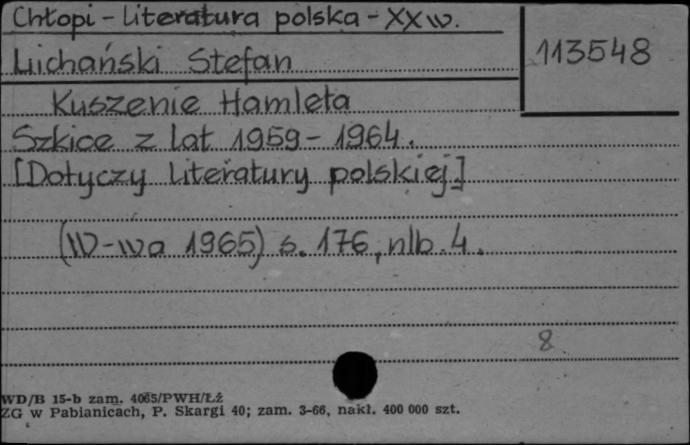 Chłopi - literatura polska - XX w.
113548
Lichański Stefan
Kuszenie Hamleta
Szkice z lat 1959 - 1964.
[Dotyczy literatury polskiej]
(W-wa 1965) s. 176, nlb. 4.
8
WD/B 15-b zam. 4065/PWH/Łź
ZG w Pabianicach, P. Skargi 40; zam. 3-66, nakł. 400 000 szt.